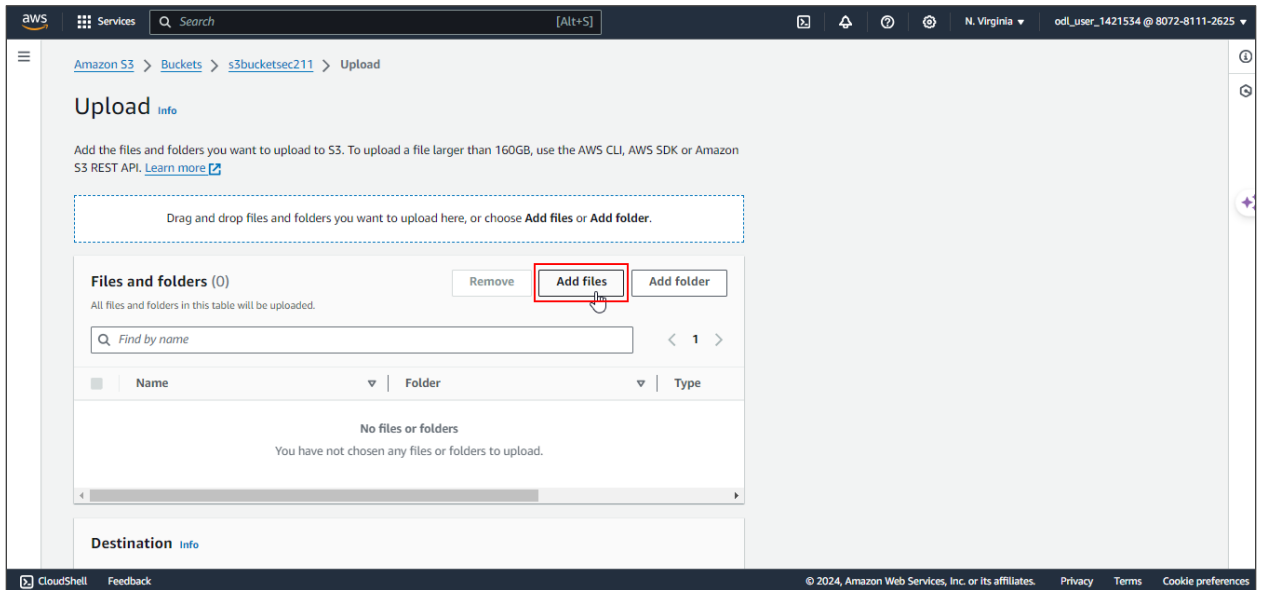 aws Services Search [Alt+S] N. Virginia odl_user_1421534 @ 8072-8111-2625
Amazon S3 > Buckets > s3bucketsec211 > Upload
Upload Info
Add the files and folders you want to upload to S3. To upload a file larger than 160GB, use the AWS CLI, AWS SDK or Amazon
S3 REST API. Learn more
Drag and drop files and folders you want to upload here, or choose Add files or Add folder.
Files and folders (0) Remove Add files Add folder
All files and folders in this table will be uploaded.
Find by name < 1 >
Name Folder Type
No files or folders
You have not chosen any files or folders to upload.
Destination Info
CloudShell Feedback © 2024, Amazon Web Services, Inc. or its affiliates. Privacy Terms Cookie preferences